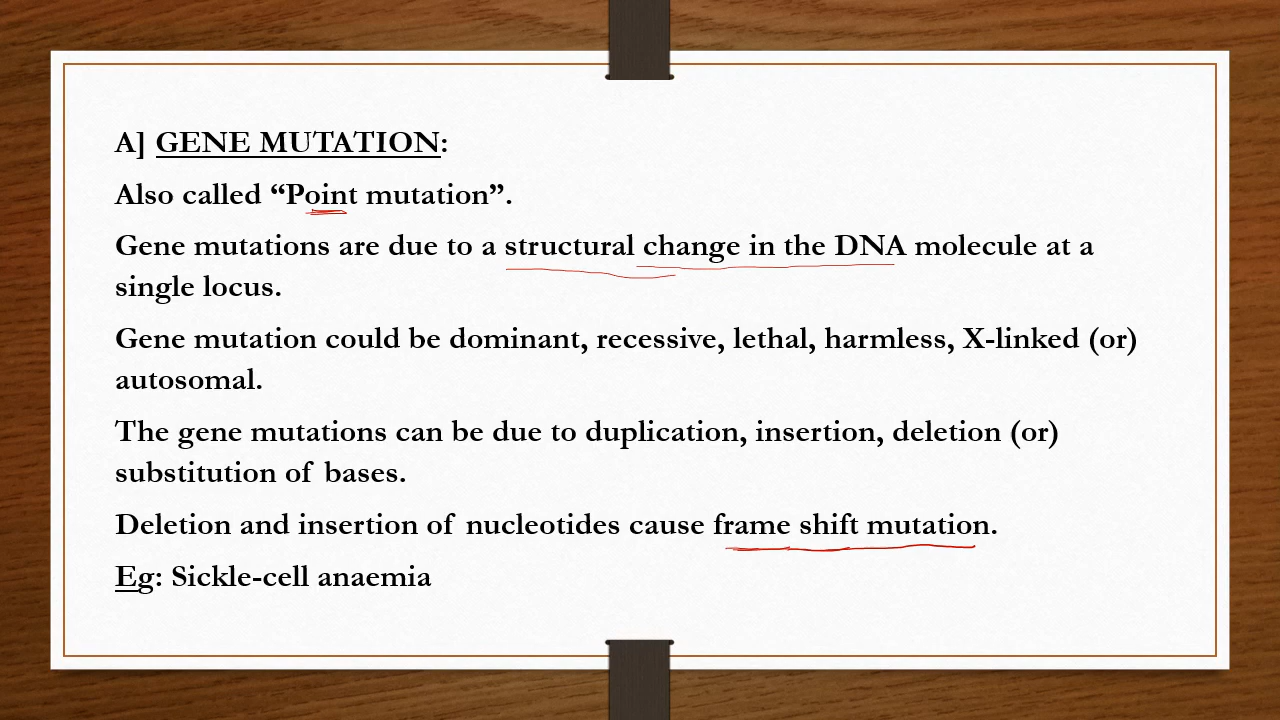 A] GENE MUTATION:
Also called “Point mutation”.
Gene mutations are due to a structural change in the DNA molecule at a
single locus.
Gene mutation could be dominant, recessive, lethal, harmless, X-linked (or)
autosomal.
The gene mutations can be due to duplication, insertion, deletion (or)
substitution of bases.
Deletion and insertion of nucleotides cause frame shift mutation.
Eg: Sickle-cell anaemia